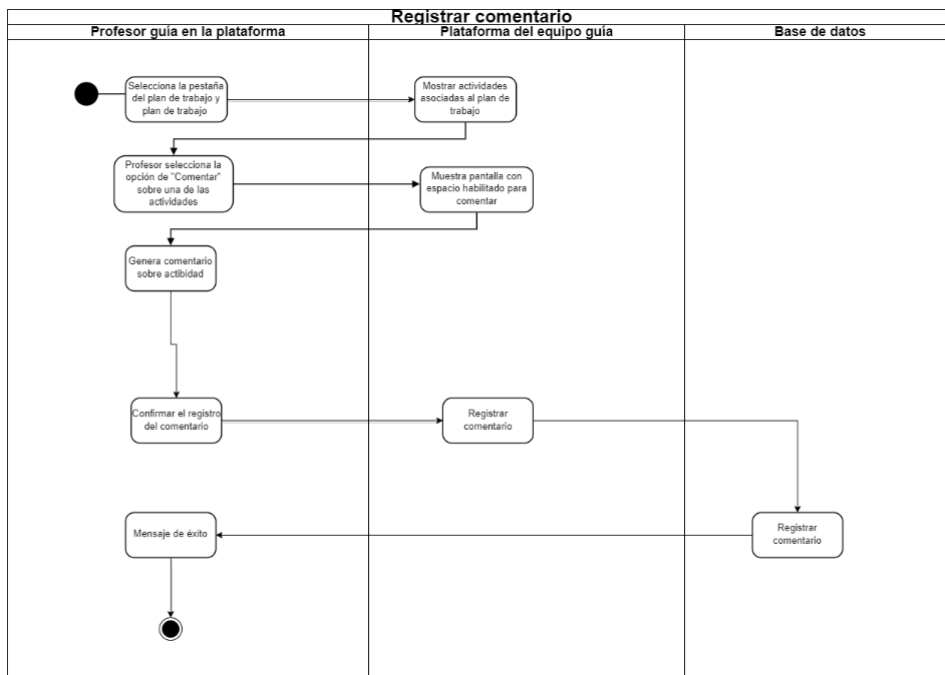 Registrar comentario
Profesor guía en la plataforma
Plataforma del equipo guía
Base de datos
Selecciona la pestaña
del plan de trabajo y
plan de trabajo
Mostrar actividades
asociadas al plan de
trabajo
Profesor selecciona la
opción de "Comentar"
sobre una de las
actividades
Muestra pantalla con
espacio habilitado para
comentar
Genera comentario
sobre actibidad
Confirmar el registro
del comentario
Registrar
comentario
Mensaje de éxito
Registrar
comentario